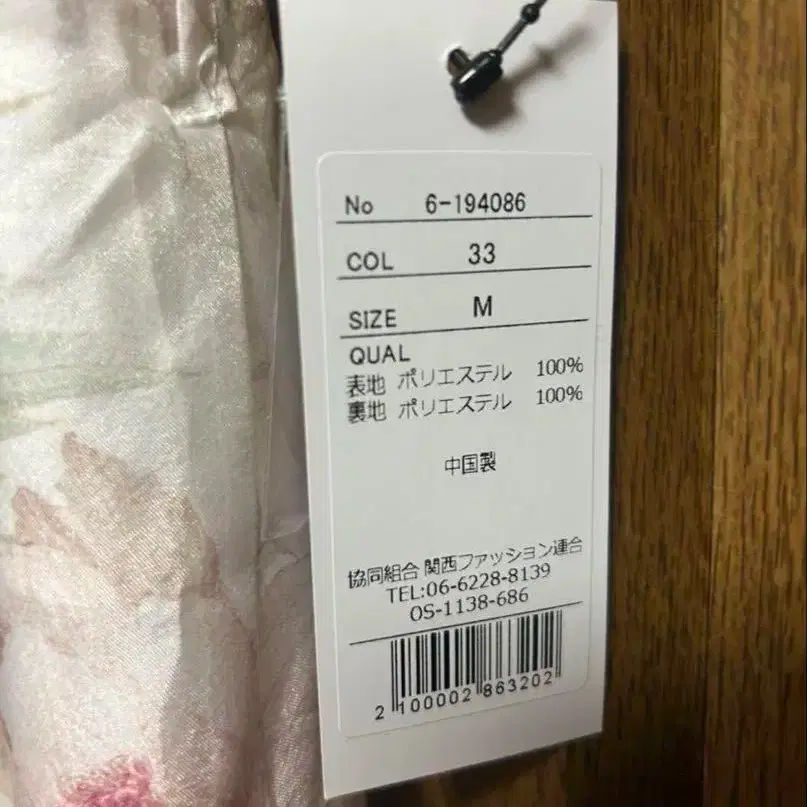 No 6-194086
COL 33
SIZE M
QUAL
表地 ポリエステル 100%
裏地 ポリエステル 100%
中国製
協同組合 関西ファッション連合
TEL:06-6228-8139
OS-1138-686
2 100002 863202